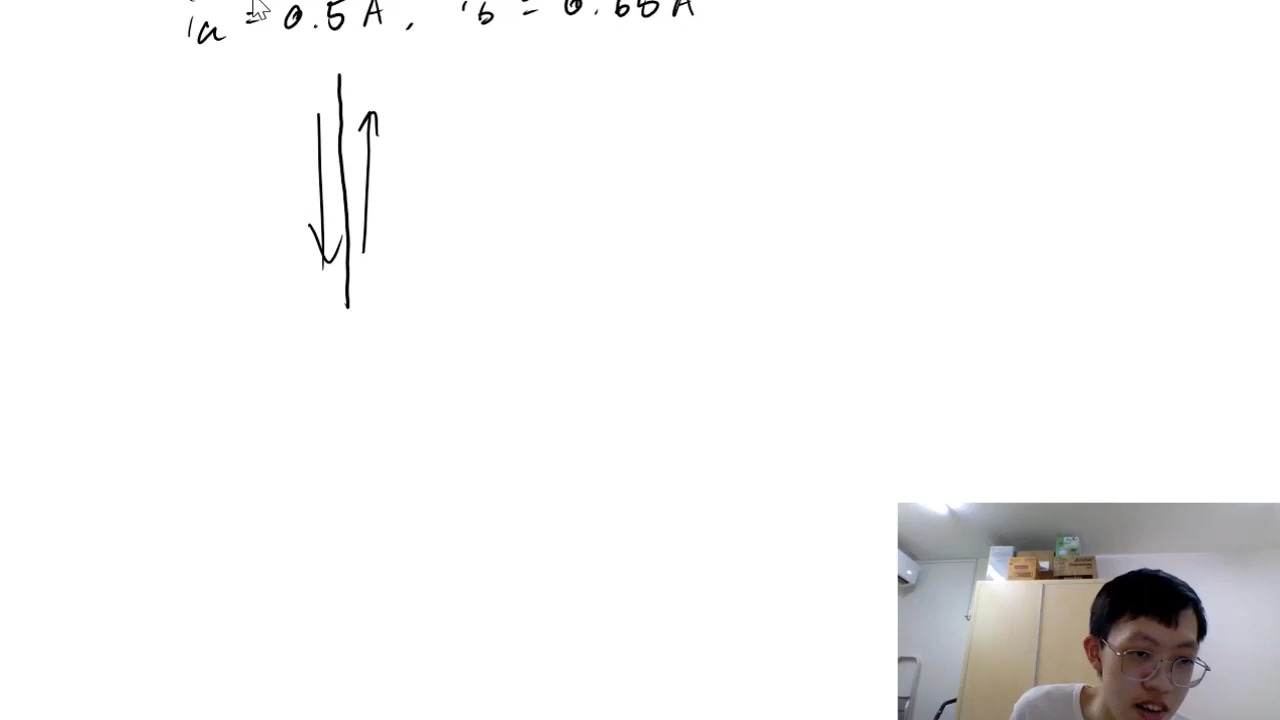 ia = 0.5 A, ib = 0.65 A